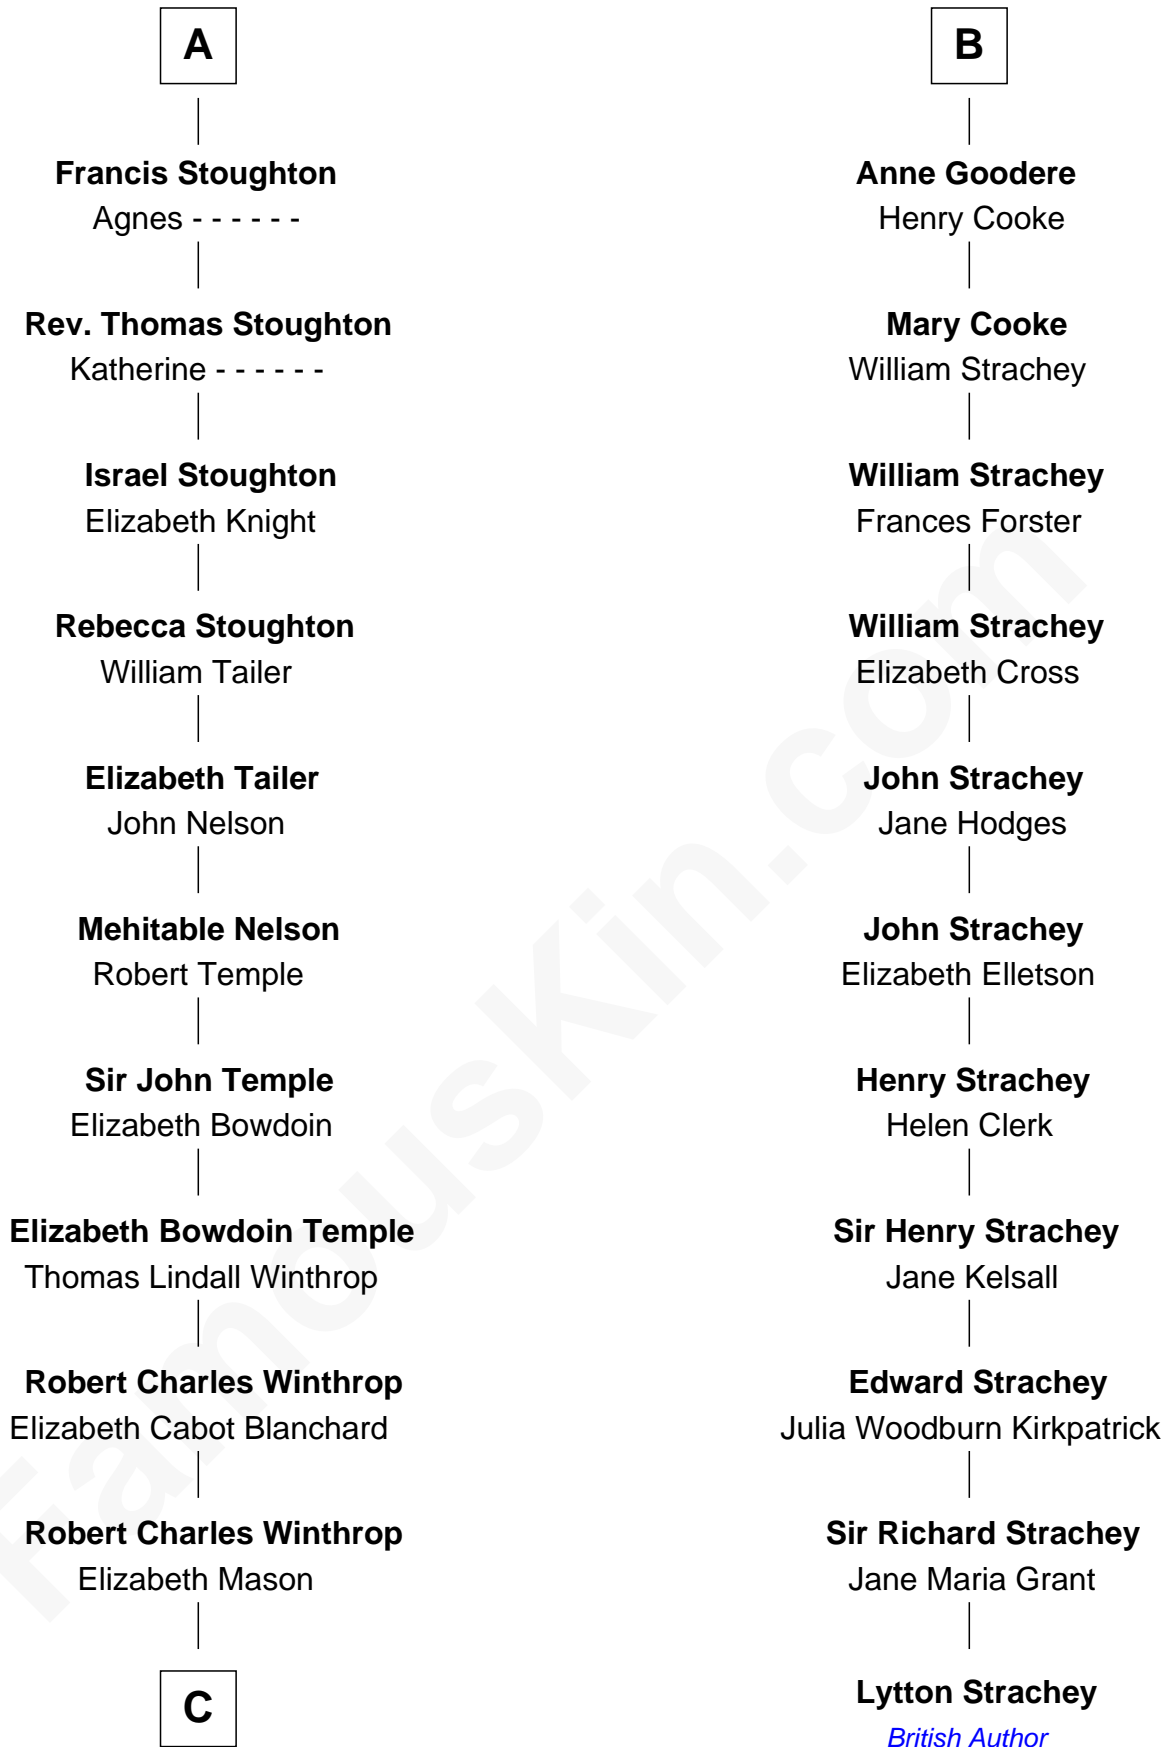 A
Francis Stoughton
Agnes - - - - - -
Rev. Thomas Stoughton
Katherine - - - - - -
Israel Stoughton
Elizabeth Knight
Rebecca Stoughton
William Tailer
Elizabeth Tailer
John Nelson
Mehitable Nelson
Robert Temple
Sir John Temple
Elizabeth Bowdoin
Elizabeth Bowdoin Temple
Thomas Lindall Winthrop
Robert Charles Winthrop
Elizabeth Cabot Blanchard
Robert Charles Winthrop
Elizabeth Mason
C
B
Anne Goodere
Henry Cooke
Mary Cooke
William Strachey
William Strachey
Frances Forster
William Strachey
Elizabeth Cross
John Strachey
Jane Hodges
John Strachey
Elizabeth Elletson
Henry Strachey
Helen Clerk
Sir Henry Strachey
Jane Kelsall
Edward Strachey
Julia Woodburn Kirkpatrick
Sir Richard Strachey
Jane Maria Grant
Lytton Strachey
British Author
FamousKin.com